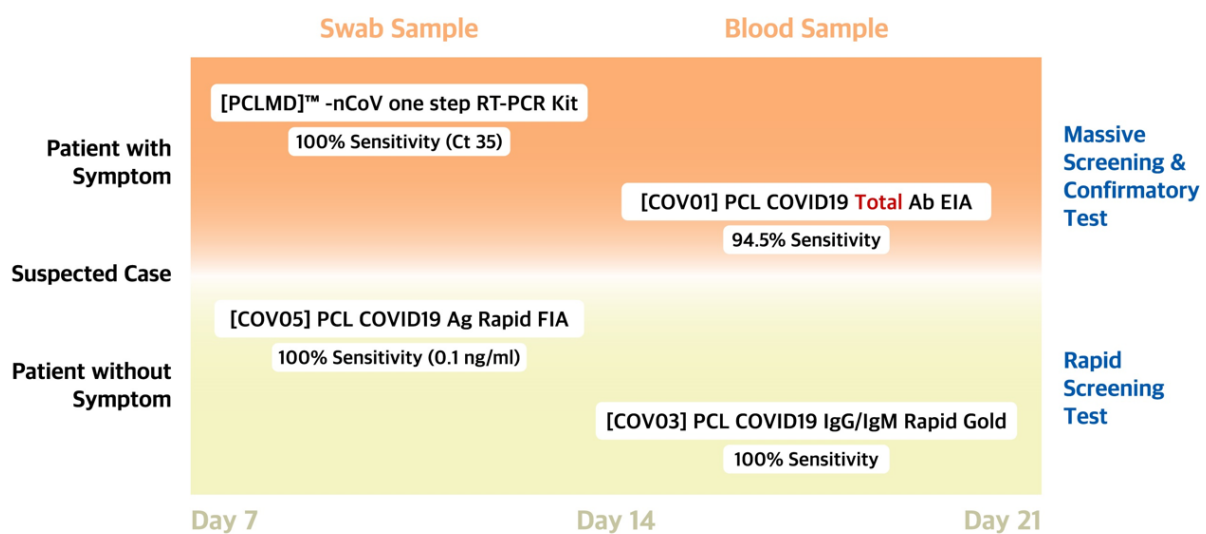 Swab Sample
Blood Sample
[PCLMD]™ -nCoV one step RT-PCR Kit
100% Sensitivity (Ct 35)
Patient with
Symptom
Massive
Screening &
Confirmatory
Test
[COV01] PCL COVID19 Total Ab EIA
94.5% Sensitivity
Suspected Case
[COV05] PCL COVID19 Ag Rapid FIA
100% Sensitivity (0.1 ng/ml)
Patient without
Symptom
Rapid
Screening
Test
[COV03] PCL COVID19 IgG/IgM Rapid Gold
100% Sensitivity
Day 7
Day 14
Day 21